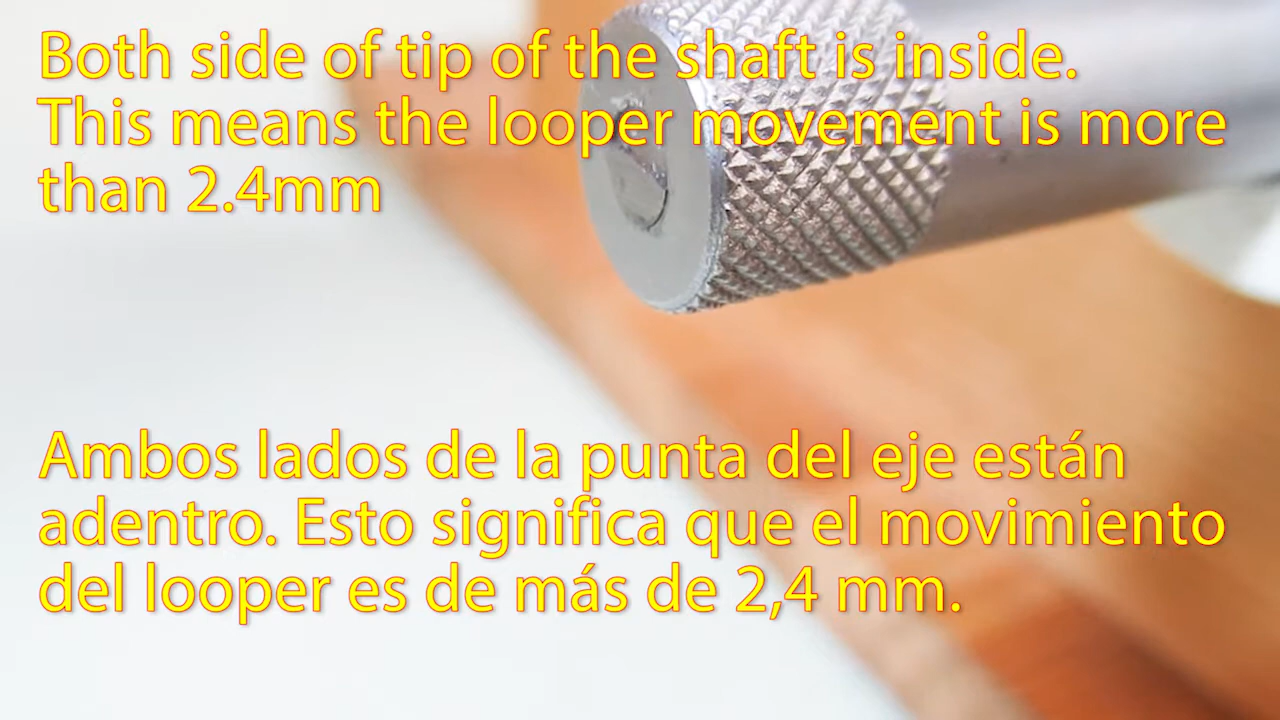 Both side of tip of the shaft is inside.
This means the looper movement is more
than 2.4mm
Ambos lados de la punta del eje están
adentro. Esto significa que el movimiento
del looper es de más de 2,4 mm.